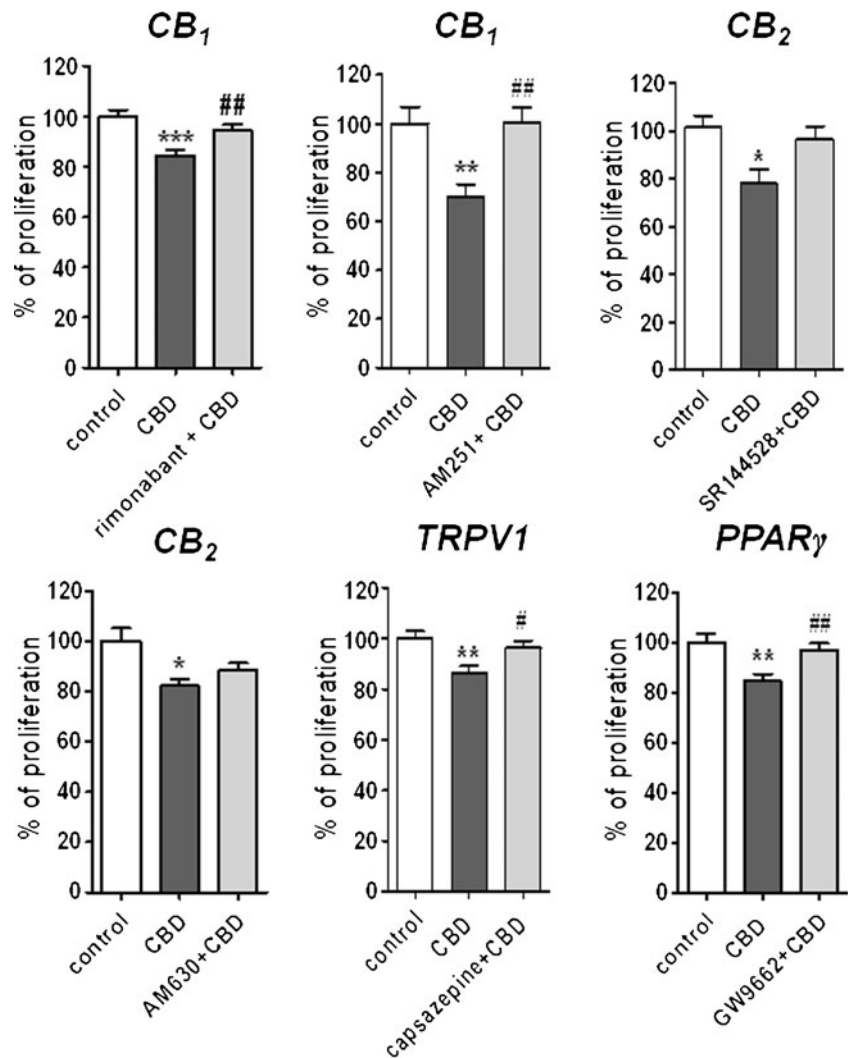 CB1
% of proliferation
120
100
80
60
40
20
0
***
##
control
CBD
rimonabant + CBD
CB1
% of proliferation
120
100
80
60
40
20
0
**
##
control
CBD
AM251+ CBD
CB2
% of proliferation
120
100
80
60
40
20
0
*
control
CBD
SR144528+CBD
CB2
% of proliferation
120
100
80
60
40
20
0
*
control
CBD
AM630+CBD
TRPV1
% of proliferation
120
100
80
60
40
20
0
**
#
control
CBD
capsazepine+CBD
PPARγ
% of proliferation
120
100
80
60
40
20
0
**
##
control
CBD
GW9662+CBD